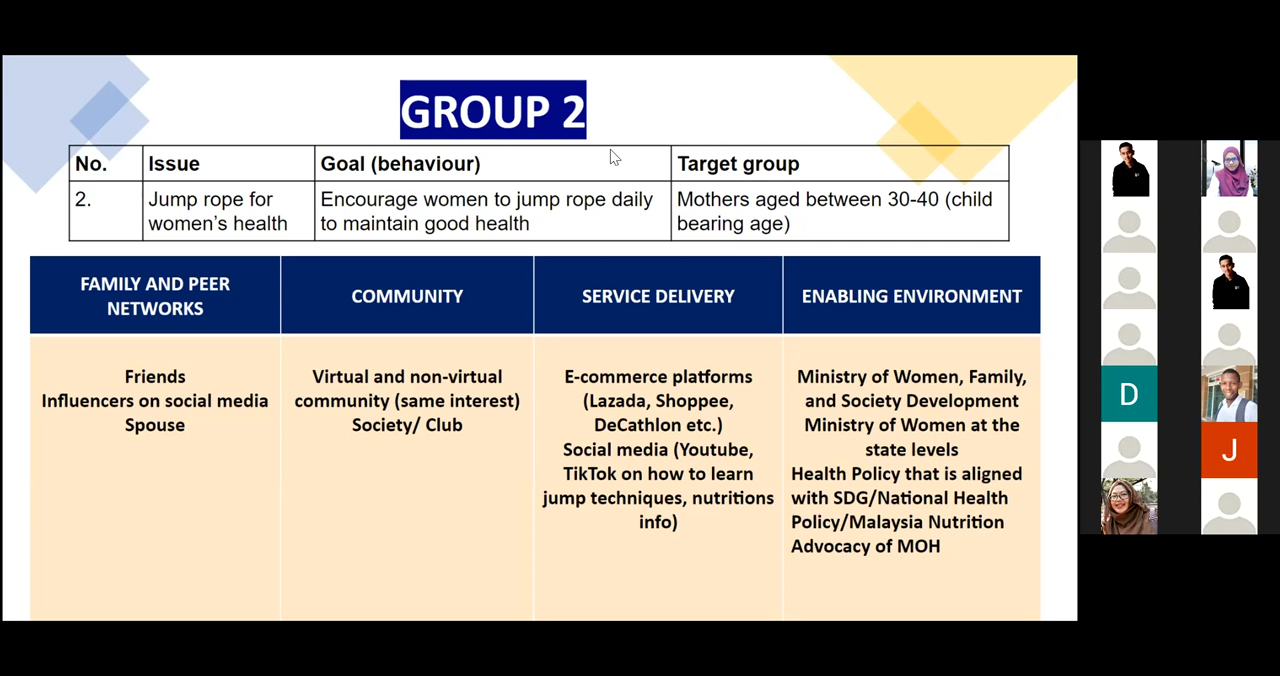 GROUP 2
No. Issue Goal (behaviour) Target group
2. Jump rope for women's health Encourage women to jump rope daily to maintain good health Mothers aged between 30-40 (child bearing age)
FAMILY AND PEER
NETWORKS
COMMUNITY
SERVICE DELIVERY
ENABLING ENVIRONMENT
Friends
Influencers on social media
Spouse
Virtual and non-virtual
community (same interest)
Society/ Club
E-commerce platforms
(Lazada, Shoppee,
DeCathlon etc.)
Social media (Youtube,
TikTok on how to learn
jump techniques, nutritions
info)
Ministry of Women, Family,
and Society Development
Ministry of Women at the
state levels
Health Policy that is aligned
with SDG/National Health
Policy/Malaysia Nutrition
Advocacy of MOH
D
J